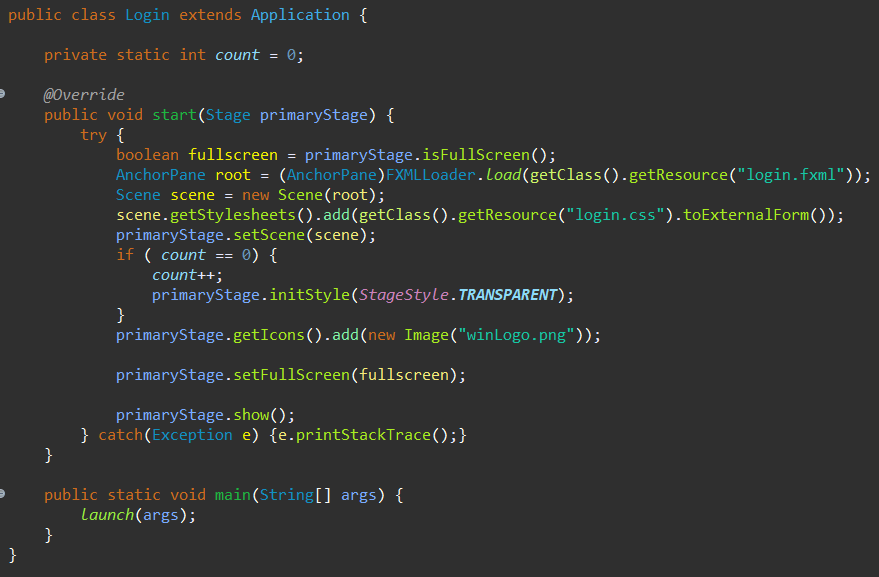 public class Login extends Application {
private static int count = 0;
@Override
public void start(Stage primaryStage) {
try {
boolean fullscreen = primaryStage.isFullScreen();
AnchorPane root = (AnchorPane)FXMLLoader.load(getClass().getResource("login.fxml"));
Scene scene = new Scene(root);
scene.getStylesheets().add(getClass().getResource("login.css").toExternalForm());
primaryStage.setScene(scene);
if ( count == 0) {
count++;
primaryStage.initStyle(StageStyle.TRANSPARENT);
}
primaryStage.getIcons().add(new Image("winLogo.png"));
primaryStage.setFullScreen(fullscreen);
primaryStage.show();
} catch(Exception e) {e.printStackTrace();}
}
public static void main(String[] args) {
launch(args);
}
}